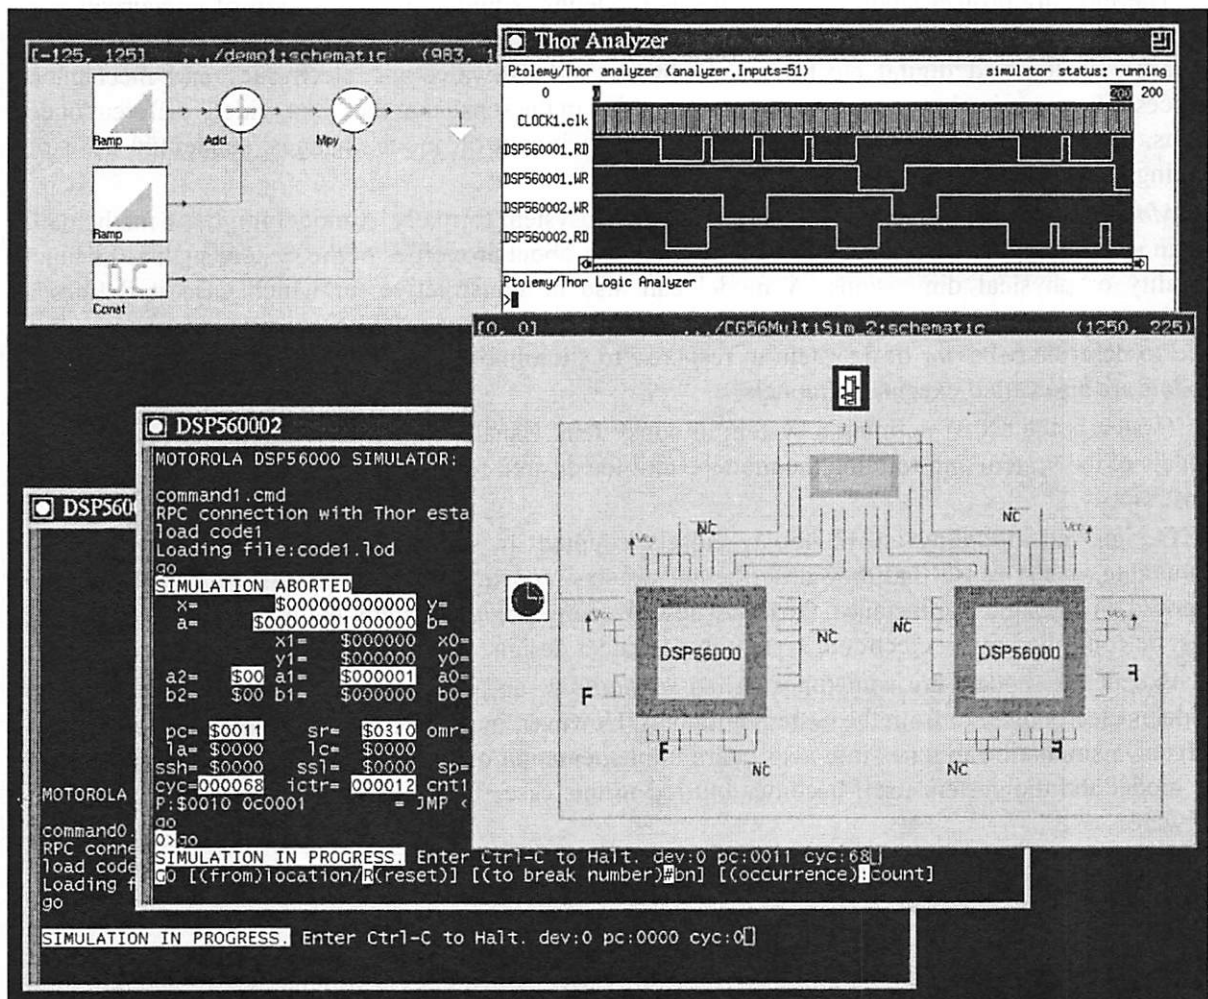 [-125, 125] .../demo1:schematic (983, 1
Ramp
Add
Mpy
Ramp
D.C.
Const
Thor Analyzer
Ptolemy/Thor analyzer (analyzer.Inputs=51) simulator status: running
0 0 200 200
CLOCK1.clk
DSP560001.RD
DSP560001.WR
DSP560002.WR
DSP560002.RD
Ptolemy/Thor Logic Analyzer
>
[0, 0] .../CG56MultiSim_2:schematic (1250, 225)
NC
NC
Vcc
Vcc
Vcc
Vcc
NC
NC
DSP56000
DSP56000
F
F
F
F
NC
NC
DSP560002
MOTOROLA DSP56000 SIMULATOR:
command1.cmd
RPC connection with Thor esta
load code1
Loading file:code1.lod
go
SIMULATION ABORTED
x= $000000000000 y=
a= $00000001000000 b=
x1= $000000 x0=
y1= $000000 y0=
a2= $00 a1= $000001 a0=
b2= $00 b1= $000000 b0=
pc= $0011 sr= $0310 omr=
la= $0000 lc= $0000
ssh= $0000 ssl= $0000 sp=
cyc=000068 ictr= 000012 cnt1
P:$0010 0c0001 = JMP <
go
0>go
SIMULATION IN PROGRESS. Enter Ctrl-C to Halt. dev:0 pc:0011 cyc:68
GO [(from)location/R(reset)] [(to break number)#bn] [(occurrence):count]
DSP560
MOTOROLA
command0.
RPC conne
load code
Loading f
go
SIMULATION IN PROGRESS. Enter Ctrl-C to Halt. dev:0 pc:0000 cyc:0